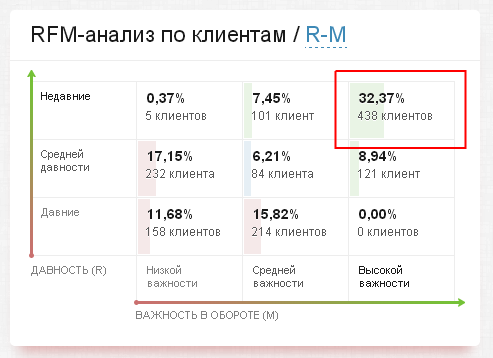 RFM-анализ по клиентам / R-M
Недавние
0,37%
5 клиентов
7,45%
101 клиент
32,37%
438 клиентов
Средней
давности
17,15%
232 клиента
6,21%
84 клиента
8,94%
121 клиент
Давние
11,68%
158 клиентов
15,82%
214 клиентов
0,00%
0 клиентов
ДАВНОСТЬ (R)
Низкой
важности
Средней
важности
Высокой
важности
ВАЖНОСТЬ В ОБОРОТЕ (M)